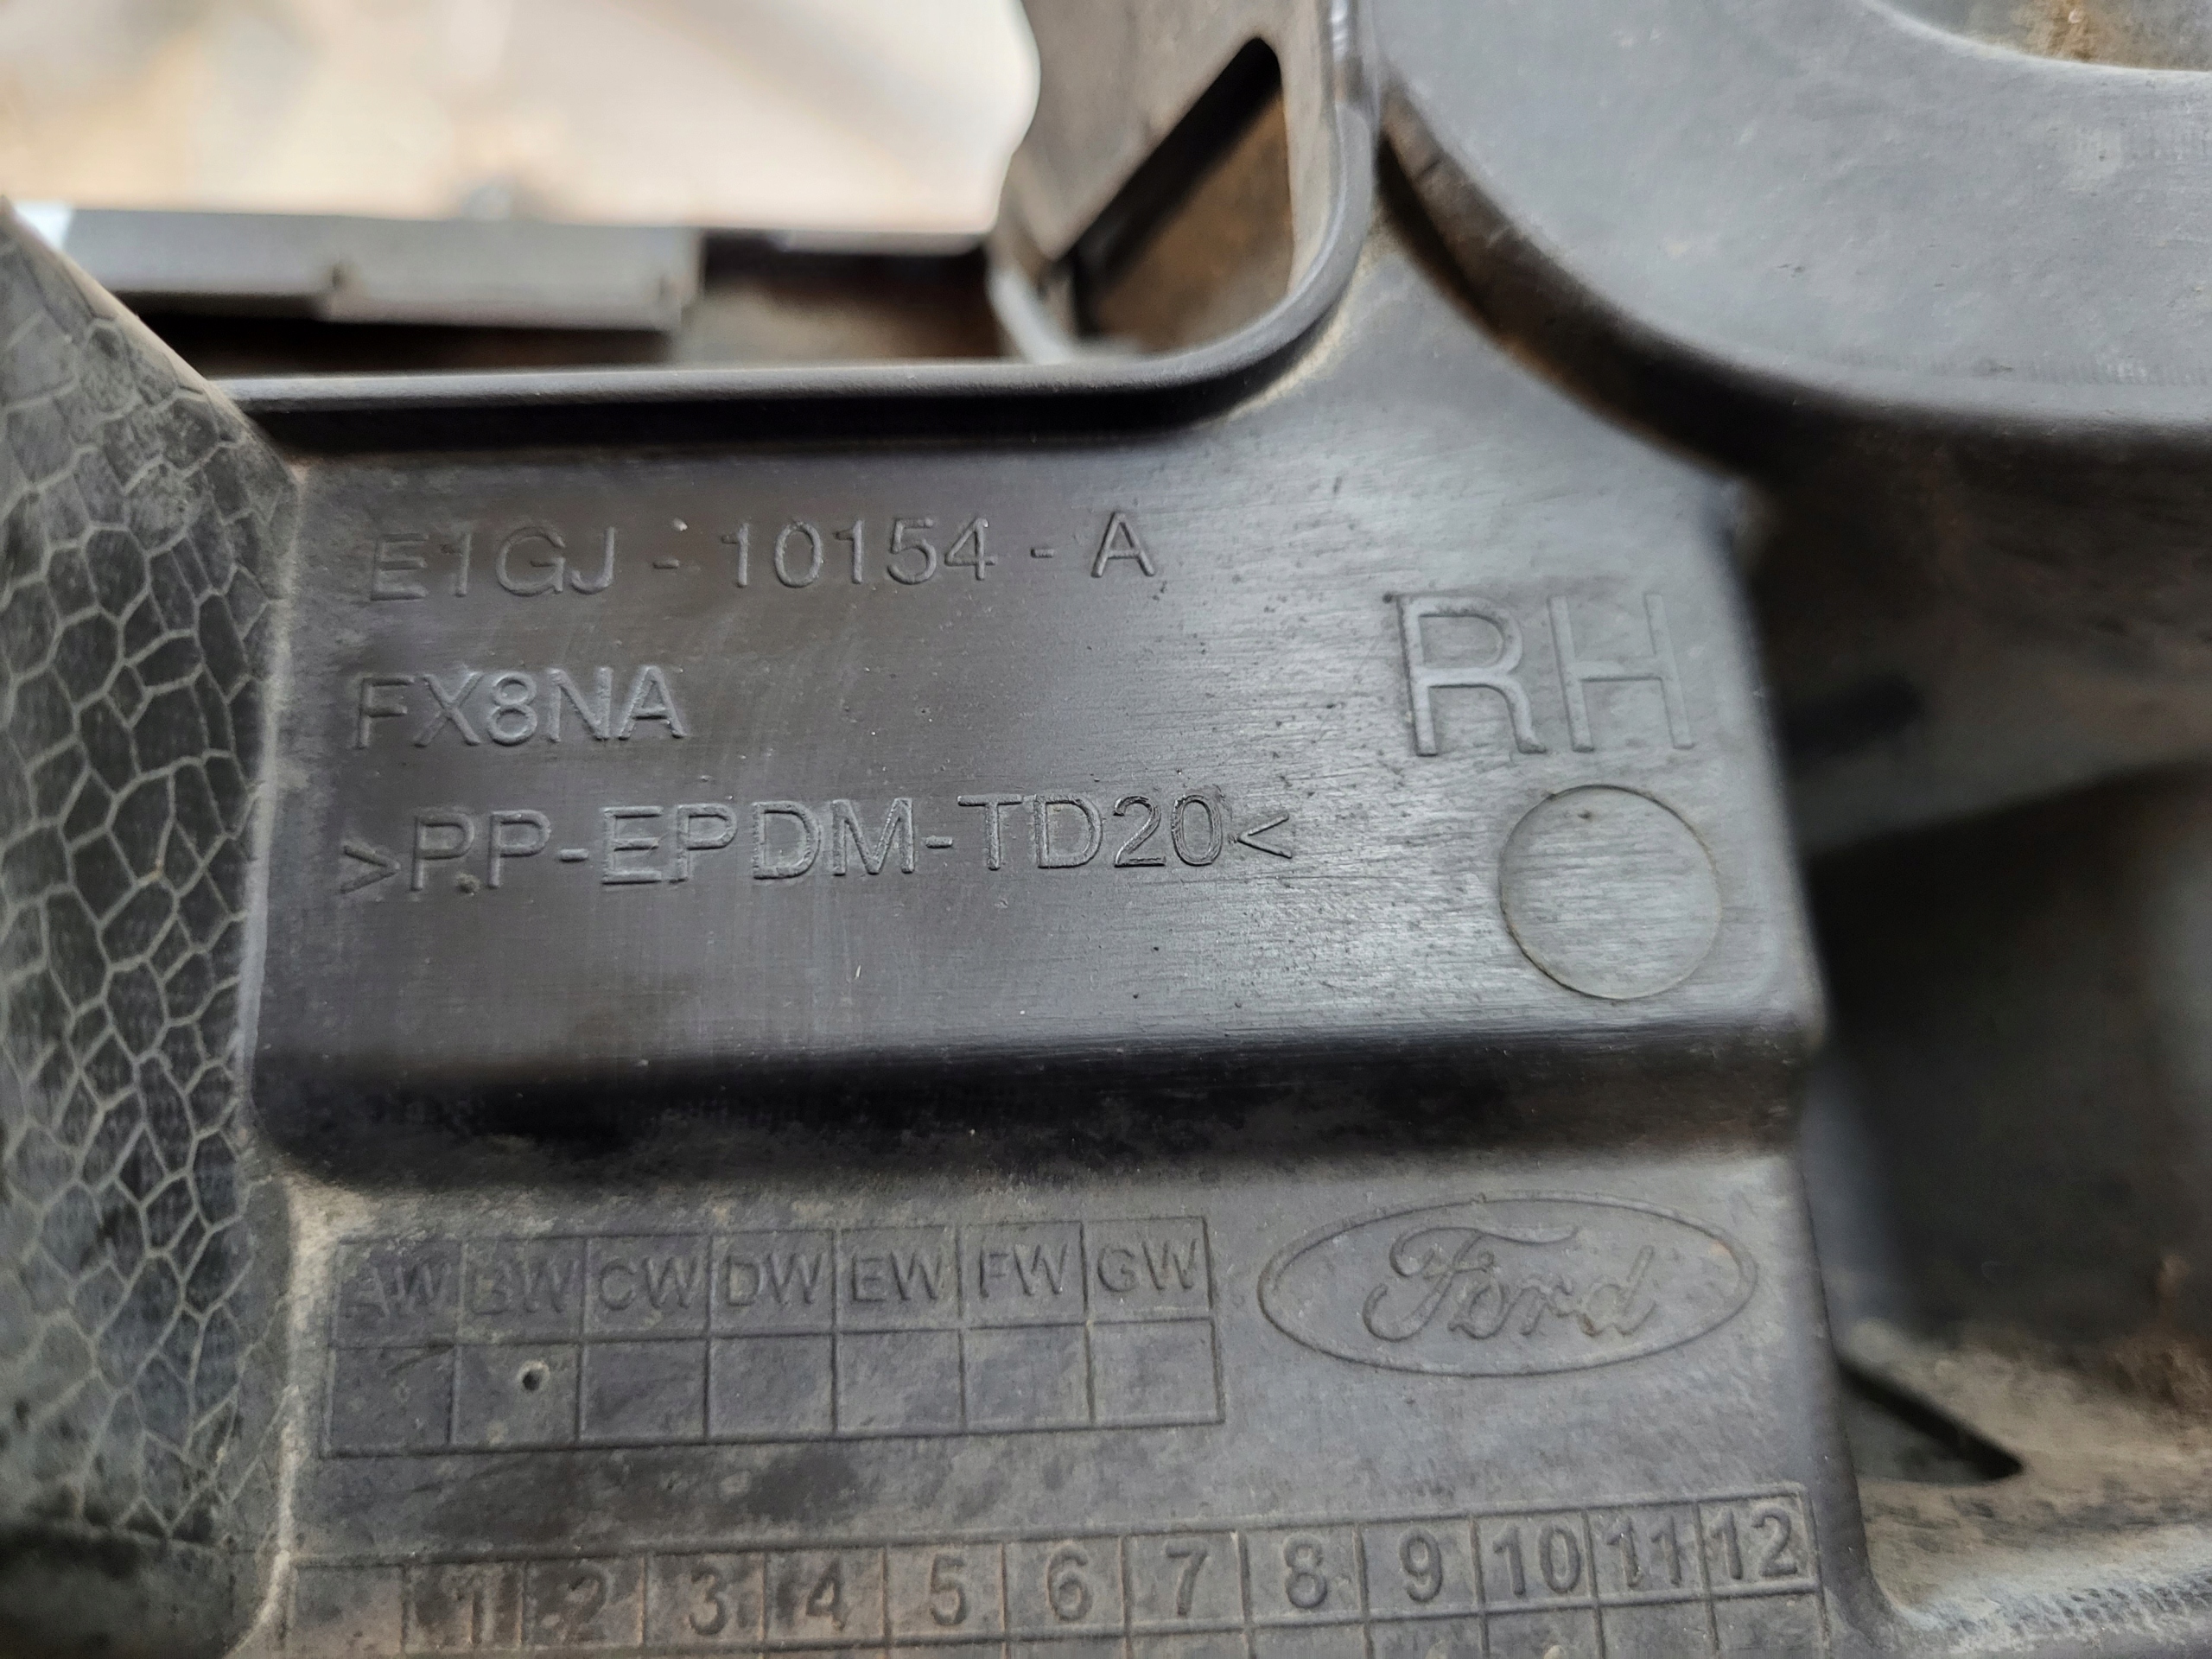 E1GJ - 10154 - A
RH
FX8NA
>PP-EPDM-TD20<
AW BW CW DW EW FW GW
Ford
1 2 3 4 5 6 7 8 9 10 11 12